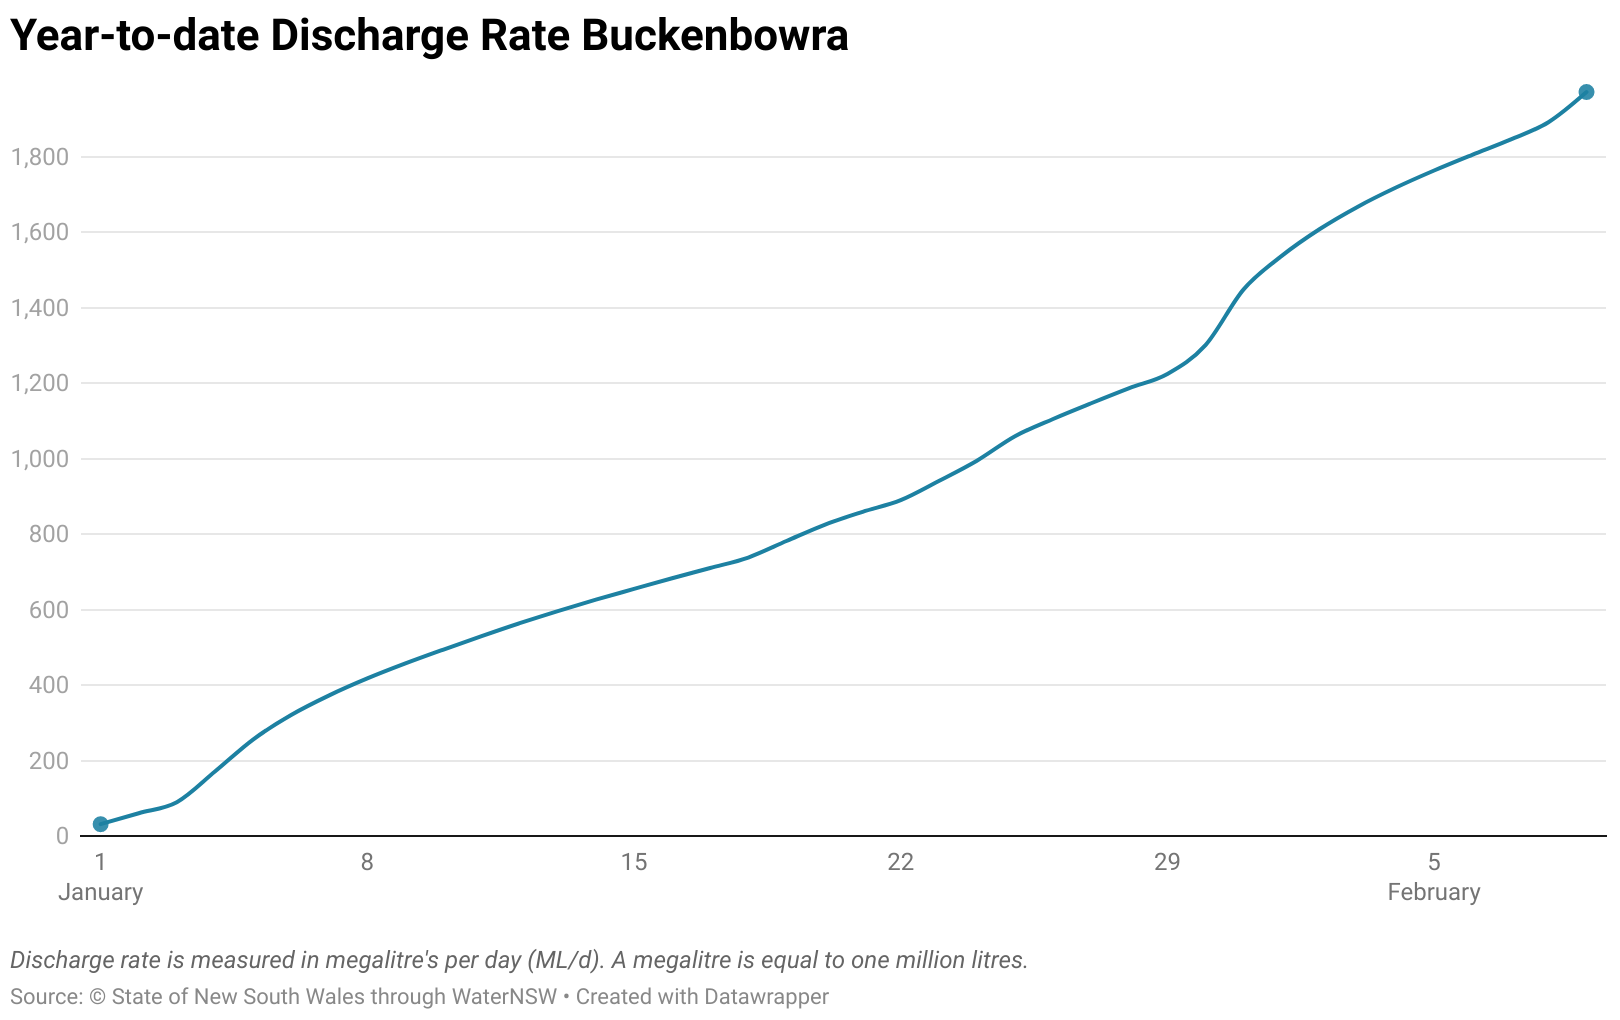 Year-to-date Discharge Rate Buckenbowra
1,800
1,600
1,400
1,200
1,000
800
600
400
200
0
1 8 15 22 29 5
January February
Discharge rate is measured in megalitre's per day (ML/d). A megalitre is equal to one million litres.
Source: © State of New South Wales through WaterNSW • Created with Datawrapper